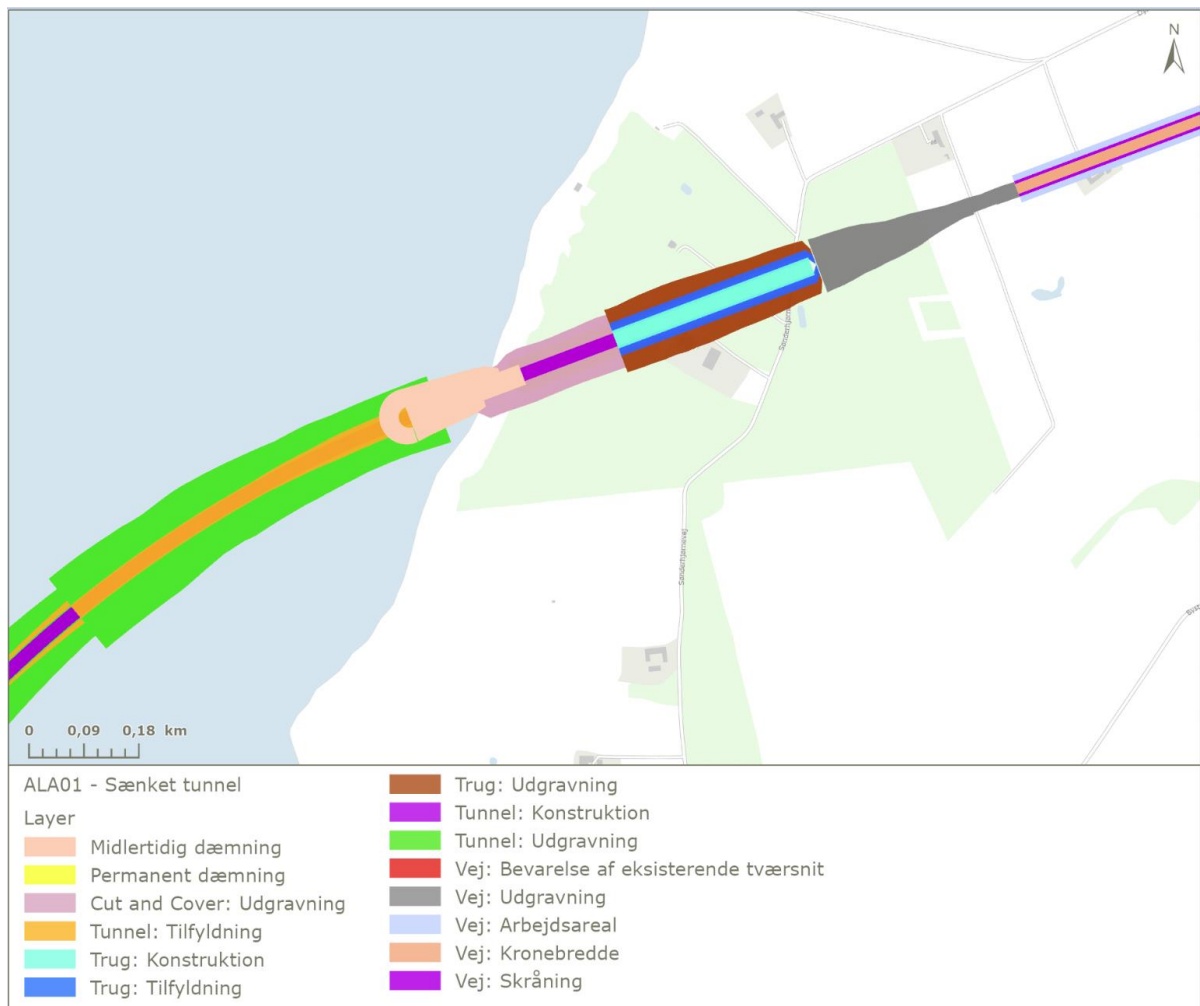 N
Sønderbjørnevej
0 0,09 0,18 km
ALA01 - Sænket tunnel
Layer
Midlertidig dæmning
Permanent dæmning
Cut and Cover: Udgravning
Tunnel: Tilfyldning
Trug: Konstruktion
Trug: Tilfyldning
Trug: Udgravning
Tunnel: Konstruktion
Tunnel: Udgravning
Vej: Bevarelse af eksisterende tværsnit
Vej: Udgravning
Vej: Arbejdsareal
Vej: Kronebredde
Vej: Skråning